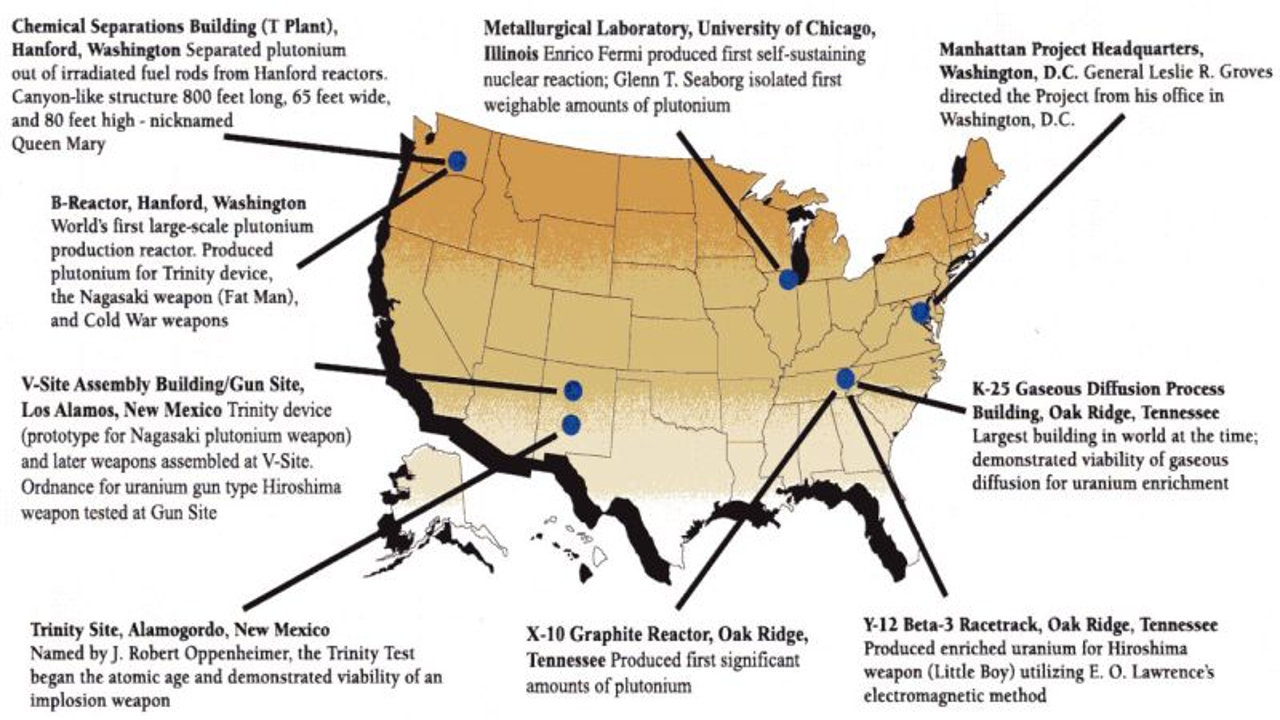 Chemical Separations Building (T Plant),
Hanford, Washington Separated plutonium
out of irradiated fuel rods from Hanford reactors.
Canyon-like structure 800 feet long, 65 feet wide,
and 80 feet high - nicknamed
Queen Mary
Metallurgical Laboratory, University of Chicago,
Illinois Enrico Fermi produced first self-sustaining
nuclear reaction; Glenn T. Seaborg isolated first
weighable amounts of plutonium
Manhattan Project Headquarters,
Washington, D.C. General Leslie R. Groves
directed the Project from his office in
Washington, D.C.
B-Reactor, Hanford, Washington
World's first large-scale plutonium
production reactor. Produced
plutonium for Trinity device,
the Nagasaki weapon (Fat Man),
and Cold War weapons
V-Site Assembly Building/Gun Site,
Los Alamos, New Mexico Trinity device
(prototype for Nagasaki plutonium weapon)
and later weapons assembled at V-Site.
Ordnance for uranium gun type Hiroshima
weapon tested at Gun Site
K-25 Gaseous Diffusion Process
Building, Oak Ridge, Tennessee
Largest building in world at the time;
demonstrated viability of gaseous
diffusion for uranium enrichment
Trinity Site, Alamogordo, New Mexico
Named by J. Robert Oppenheimer, the Trinity Test
began the atomic age and demonstrated viability of an
implosion weapon
X-10 Graphite Reactor, Oak Ridge,
Tennessee Produced first significant
amounts of plutonium
Y-12 Beta-3 Racetrack, Oak Ridge, Tennessee
Produced enriched uranium for Hiroshima
weapon (Little Boy) utilizing E. O. Lawrence's
electromagnetic method